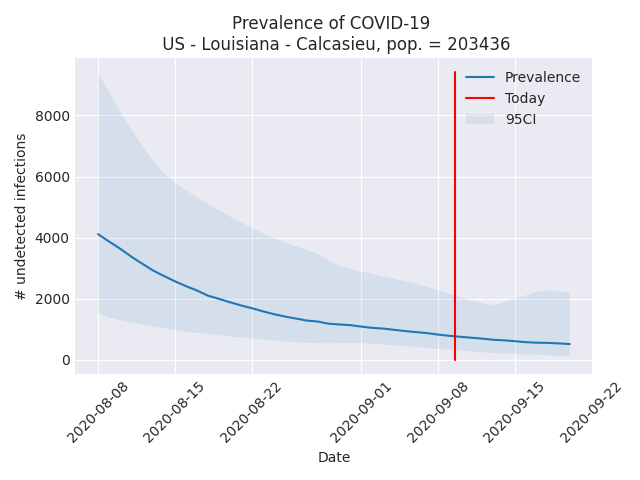 Prevalence of COVID-19
US - Louisiana - Calcasieu, pop. = 203436
Prevalence
Today
95CI
8000
6000
4000
2000
0
# undetected infections
2020-08-08
2020-08-15
2020-08-22
2020-09-01
2020-09-08
2020-09-15
2020-09-22
Date